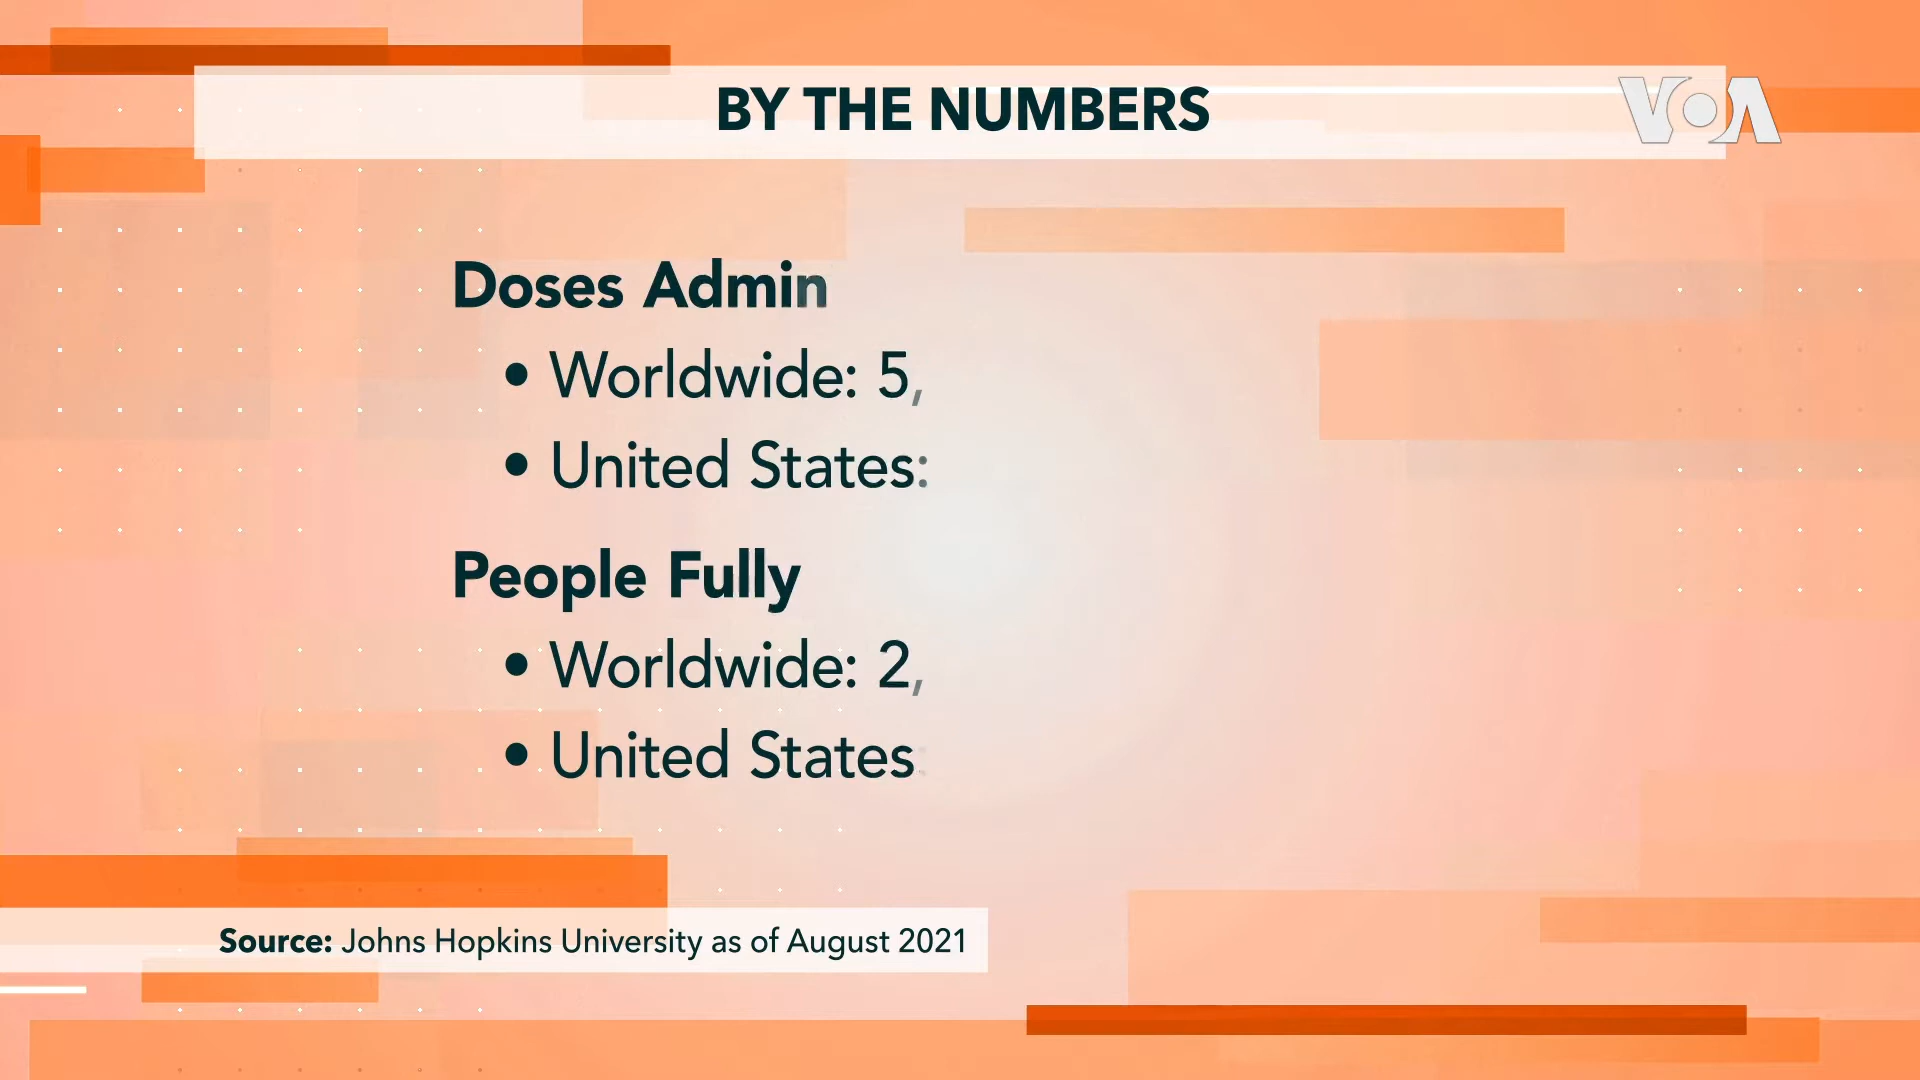 BY THE NUMBERS
VOA
Doses Admin
• Worldwide: 5,
• United States:
People Fully
• Worldwide: 2,
• United States:
Source: Johns Hopkins University as of August 2021